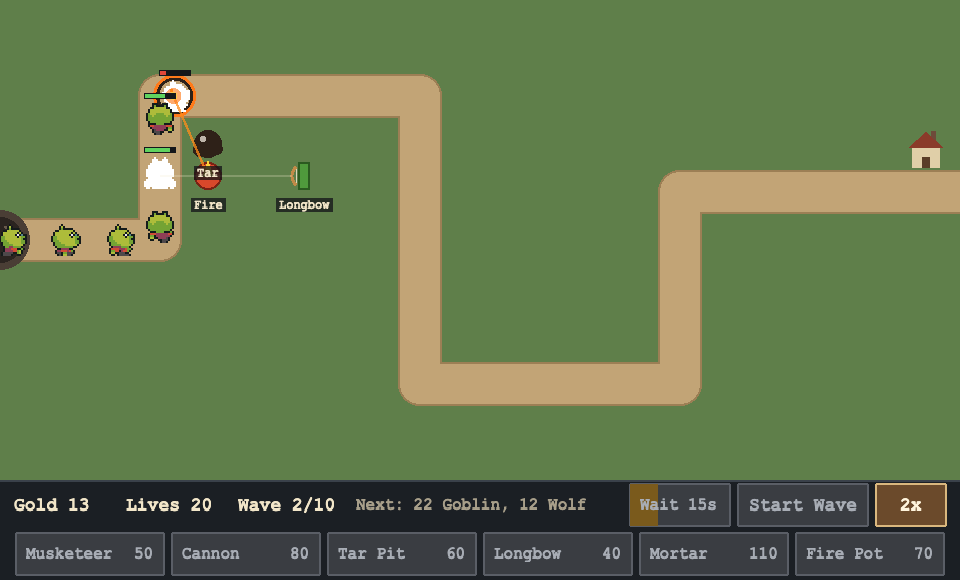 Tar
Fire
Longbow
Gold 13 Lives 20 Wave 2/10 Next: 22 Goblin, 12 Wolf Wait 15s Start Wave 2x
Musketeer 50 Cannon 80 Tar Pit 60 Longbow 40 Mortar 110 Fire Pot 70